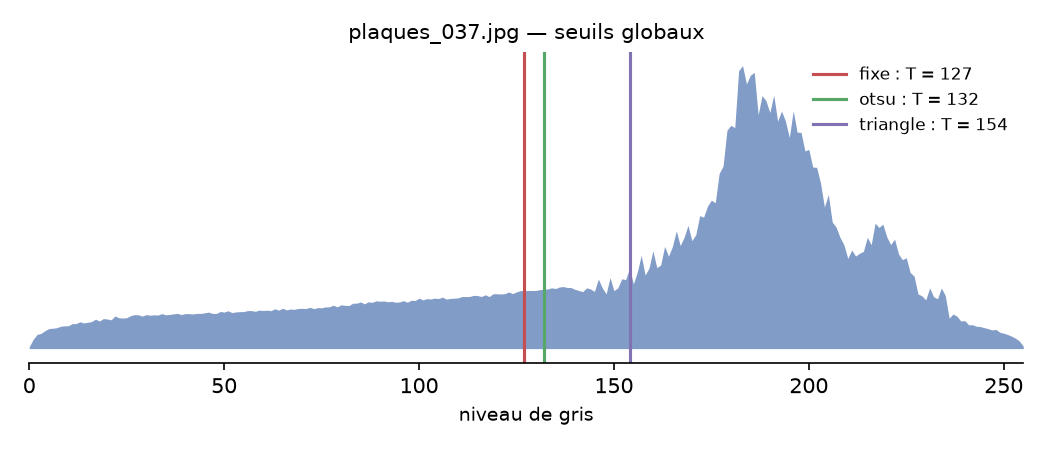 plaques_037.jpg — seuils globaux
fixe : T = 127
otsu : T = 132
triangle : T = 154
0 50 100 150 200 250
niveau de gris